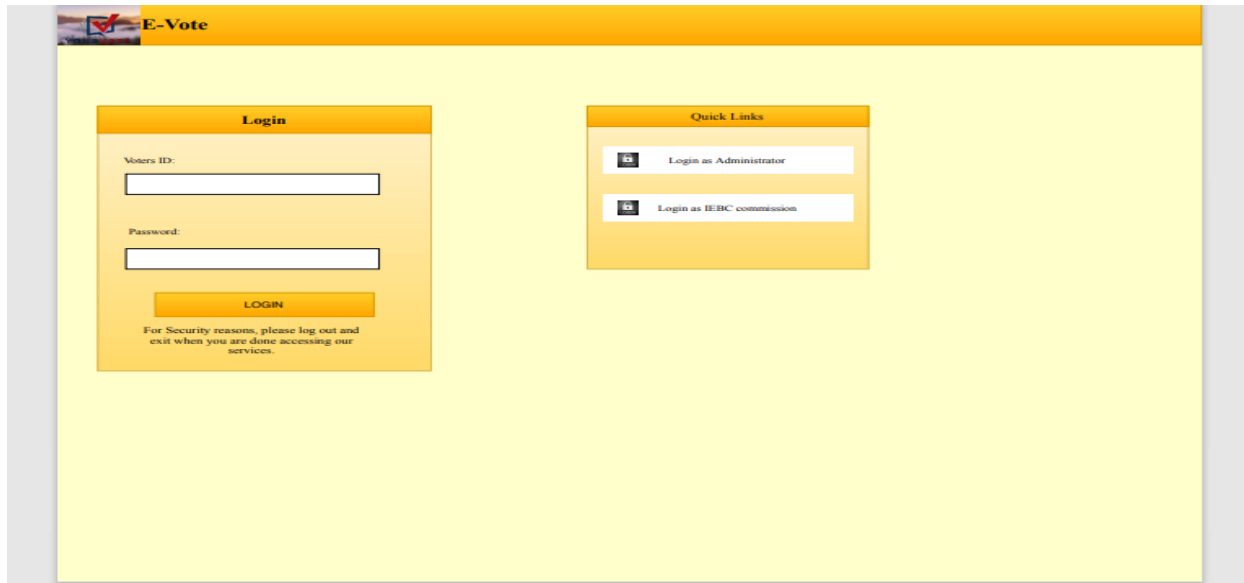 E-Vote
Login
Voters ID:
Password:
LOGIN
For Security reasons, please log out and
exit when you are done accessing our
services.
Quick Links
Login as Administrator
Login as IEBC commission